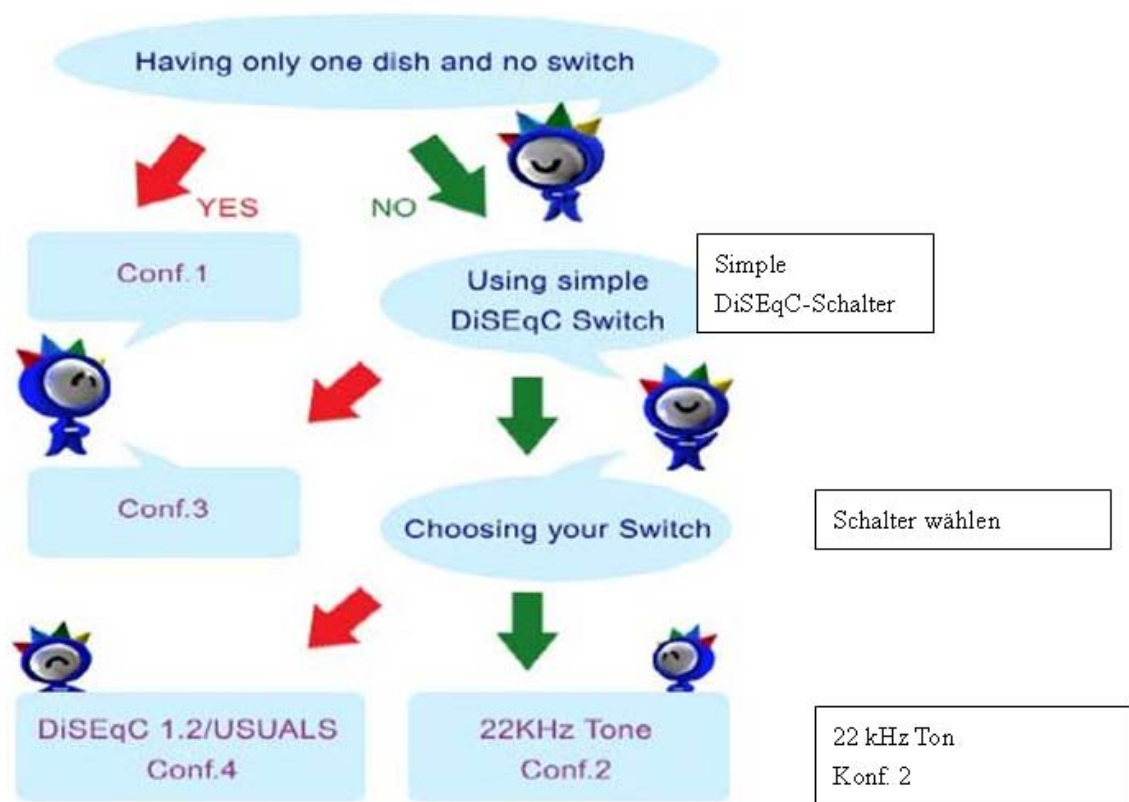 Having only one dish and no switch
YES
NO
Conf.1
Using simple
DiSEqC Switch
Simple
DiSEqC-Schalter
Conf.3
Choosing your Switch
Schalter wählen
DiSEqC 1.2/USUALS
Conf.4
22KHz Tone
Conf.2
22 kHz Ton
Konf. 2